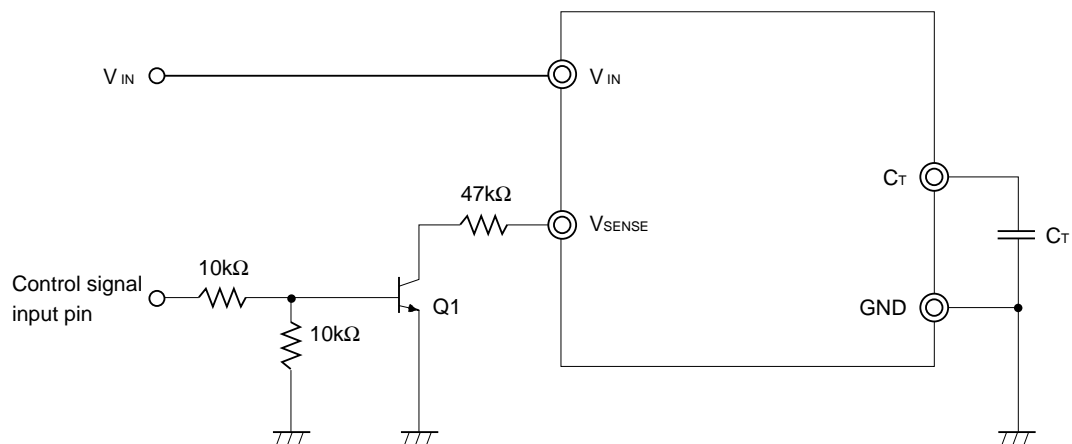 V IN
V IN
CT
47kΩ
VSENSE
CT
Control signal
input pin
10kΩ
Q1
GND
10kΩ